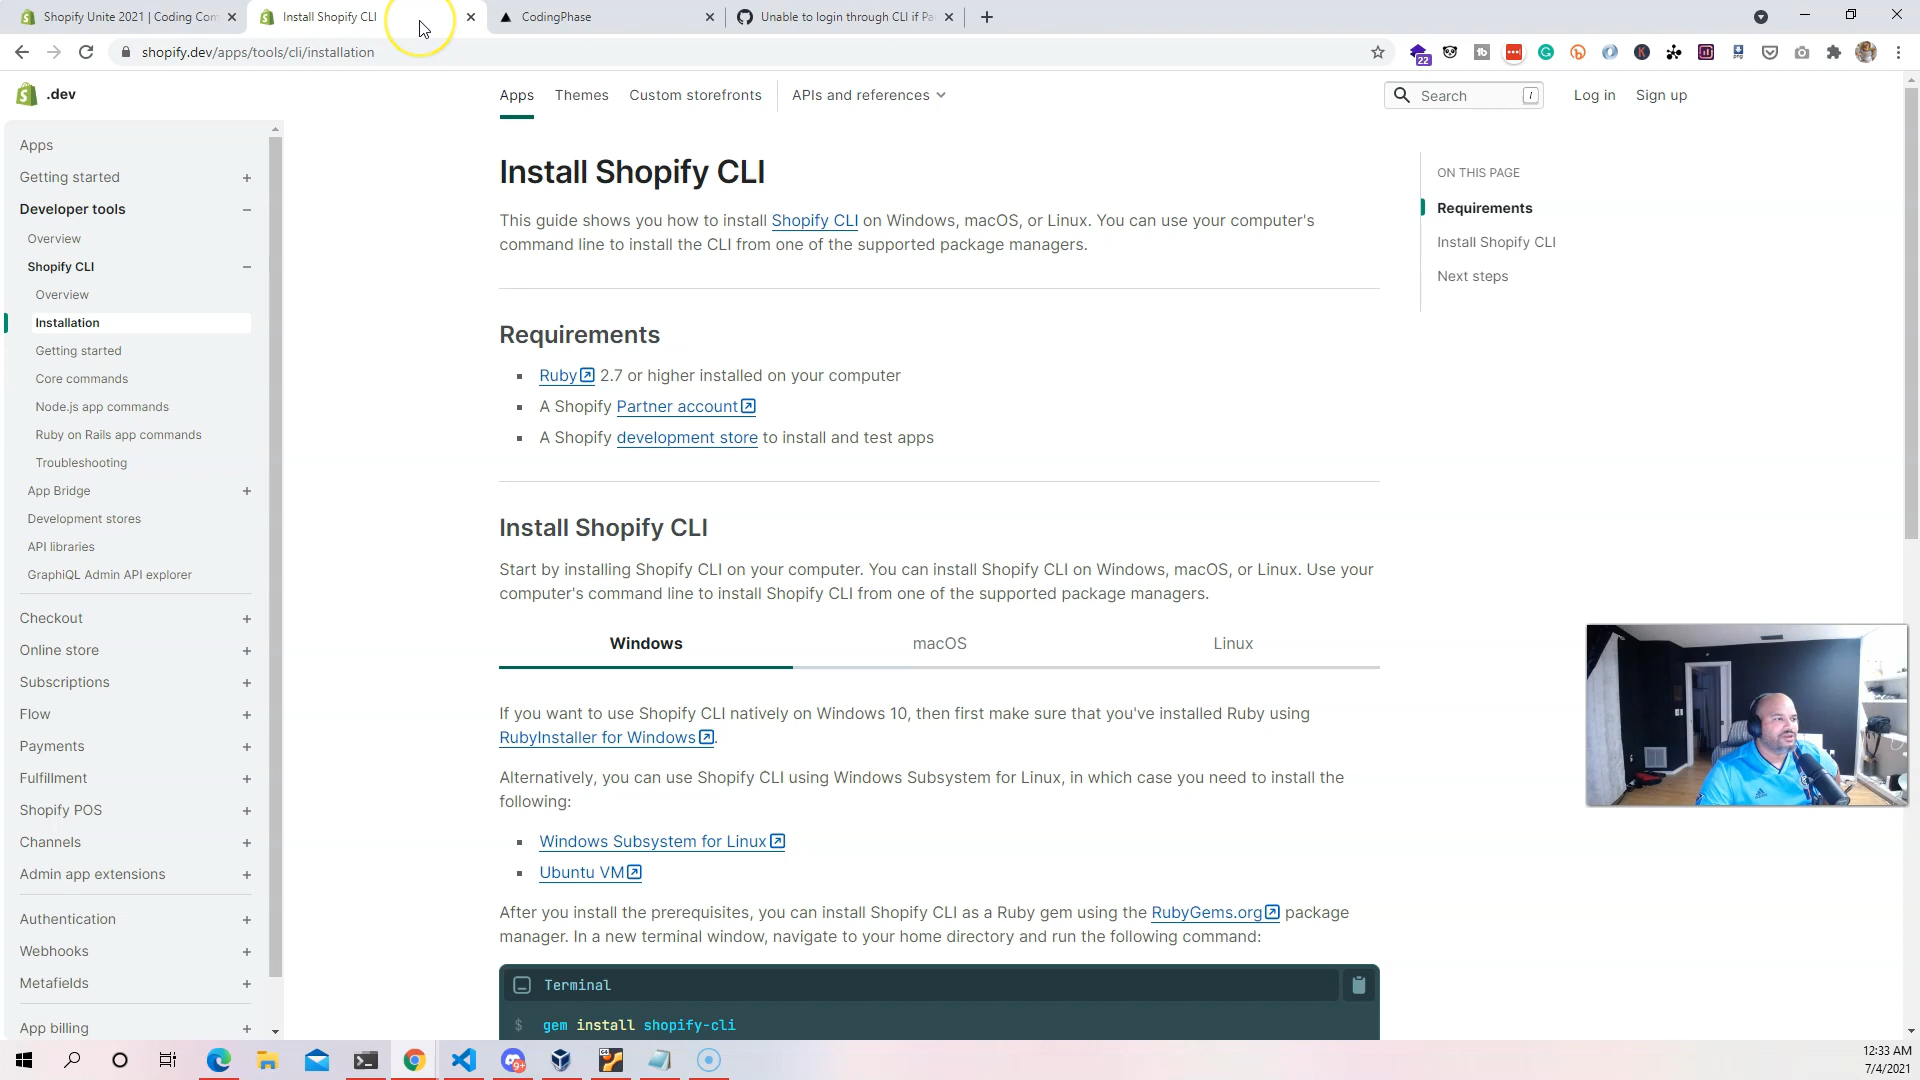 Shopify Unite 2021 | Coding Com
Install Shopify CLI
CodingPhase
Unable to login through CLI if Pa
shopify.dev/apps/tools/cli/installation
22
.dev
Apps
Themes
Custom storefronts
APIs and references
Search
/
Log in
Sign up
Apps
Getting started
Developer tools
Overview
Shopify CLI
Overview
Installation
Getting started
Core commands
Node.js app commands
Ruby on Rails app commands
Troubleshooting
App Bridge
Development stores
API libraries
GraphiQL Admin API explorer
Checkout
Online store
Subscriptions
Flow
Payments
Fulfillment
Shopify POS
Channels
Admin app extensions
Authentication
Webhooks
Metafields
App billing
Install Shopify CLI
This guide shows you how to install Shopify CLI on Windows, macOS, or Linux. You can use your computer's
command line to install the CLI from one of the supported package managers.
Requirements
Ruby 2.7 or higher installed on your computer
A Shopify Partner account
A Shopify development store to install and test apps
Install Shopify CLI
Start by installing Shopify CLI on your computer. You can install Shopify CLI on Windows, macOS, or Linux. Use your
computer's command line to install Shopify CLI from one of the supported package managers.
Windows
macOS
Linux
If you want to use Shopify CLI natively on Windows 10, then first make sure that you've installed Ruby using
RubyInstaller for Windows.
Alternatively, you can use Shopify CLI using Windows Subsystem for Linux, in which case you need to install the
following:
Windows Subsystem for Linux
Ubuntu VM
After you install the prerequisites, you can install Shopify CLI as a Ruby gem using the RubyGems.org package
manager. In a new terminal window, navigate to your home directory and run the following command:
Terminal
$ gem install shopify-cli
ON THIS PAGE
Requirements
Install Shopify CLI
Next steps
9+
12:33 AM
7/4/2021